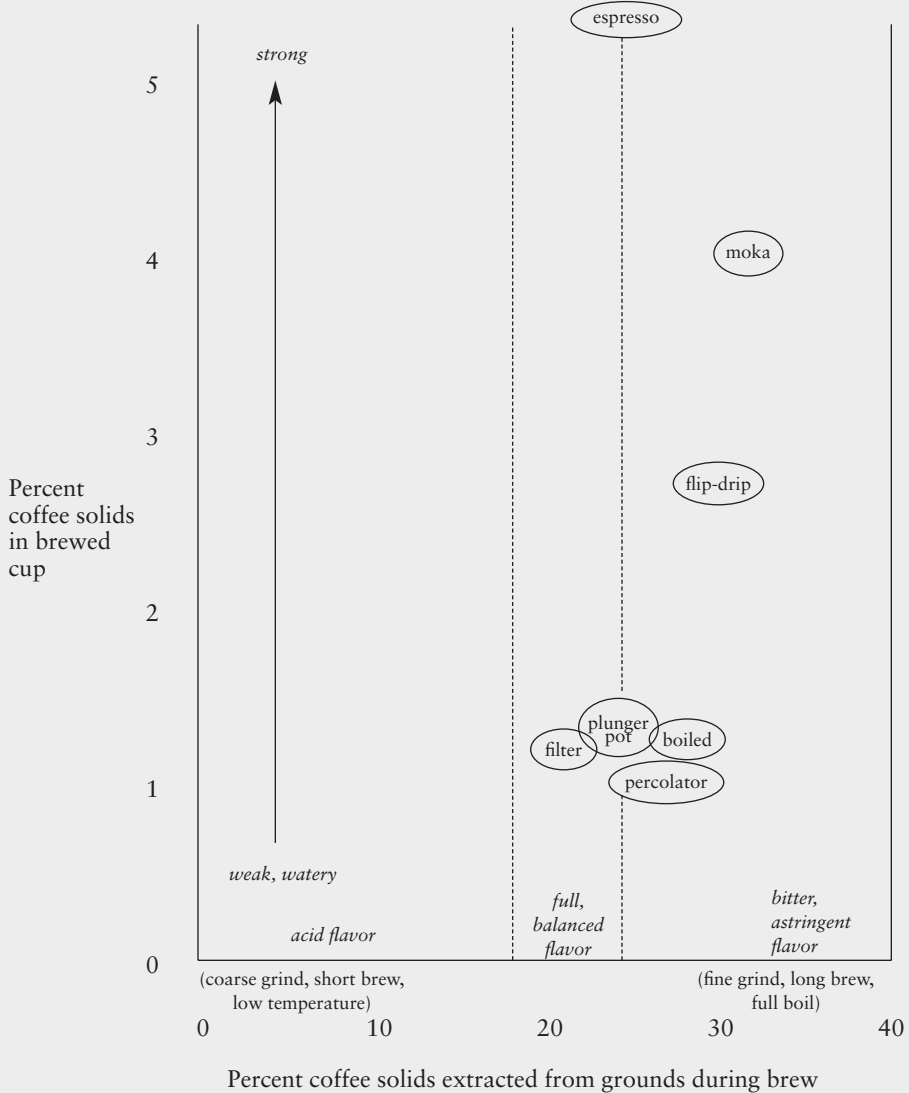 espresso
strong
5
moka
4
3
flip-drip
Percent
coffee solids
in brewed
cup
2
plunger
pot
filter
boiled
percolator
1
weak, watery
acid flavor
full,
balanced
flavor
bitter,
astringent
flavor
0
(coarse grind, short brew,
low temperature)
(fine grind, long brew,
full boil)
0 10 20 30 40
Percent coffee solids extracted from grounds during brew